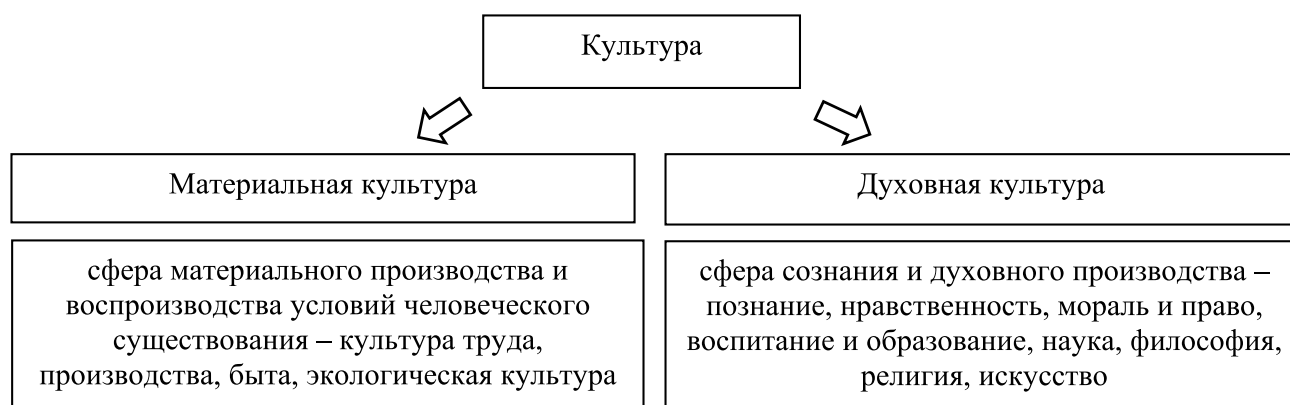 Культура
Материальная культура
Духовная культура
сфера материального производства и
воспроизводства условий человеческого
существования – культура труда,
производства, быта, экологическая культура
сфера сознания и духовного производства –
познание, нравственность, мораль и право,
воспитание и образование, наука, философия,
религия, искусство